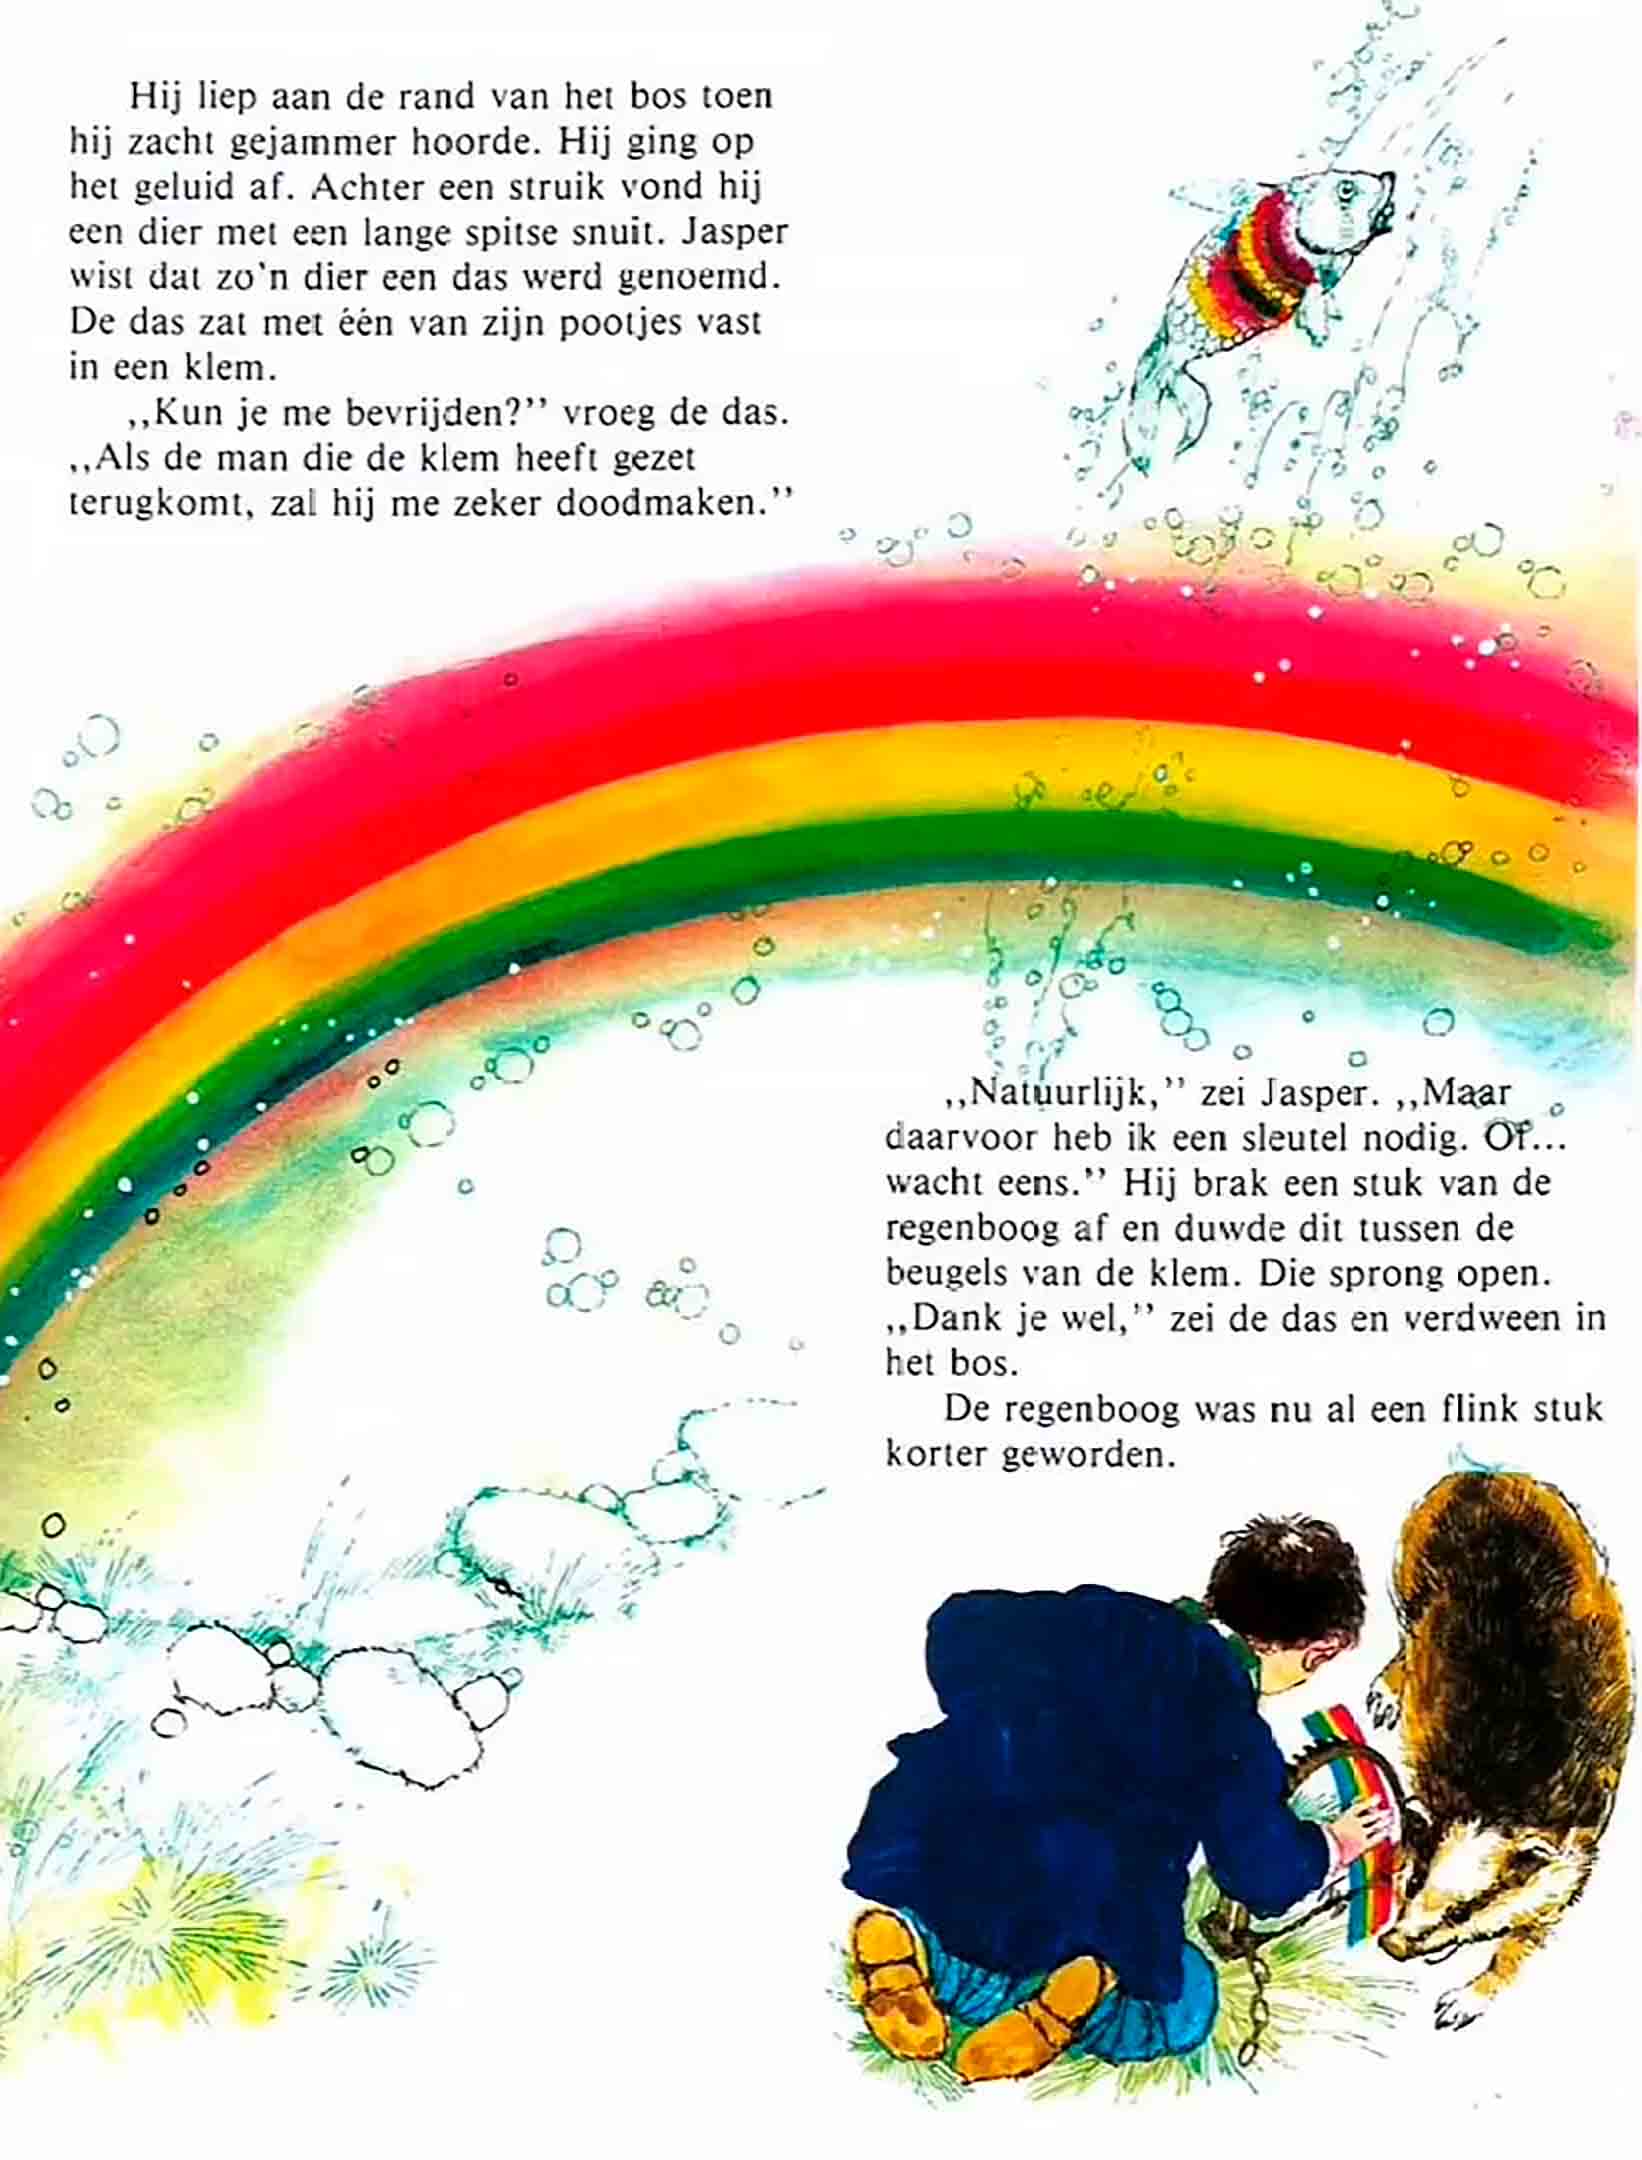 Hij liep aan de rand van het bos toen
hij zacht gejammer hoorde. Hij ging op
het geluid af. Achter een struik vond hij
een dier met een lange spitse snuit. Jasper
wist dat zo'n dier een das werd genoemd.
De das zat met één van zijn pootjes vast
in een klem.
,,Kun je me bevrijden?’’ vroeg de das.
,,Als de man die de klem heeft gezet
terugkomt, zal hij me zeker doodmaken.’’
,,Natuurlijk,’’ zei Jasper. ,,Maar
daarvoor heb ik een sleutel nodig. Of...
wacht eens.’’ Hij brak een stuk van de
regenboog af en duwde dit tussen de
beugels van de klem. Die sprong open.
,,Dank je wel,’’ zei de das en verdween in
het bos.
De regenboog was nu al een flink stuk
korter geworden.